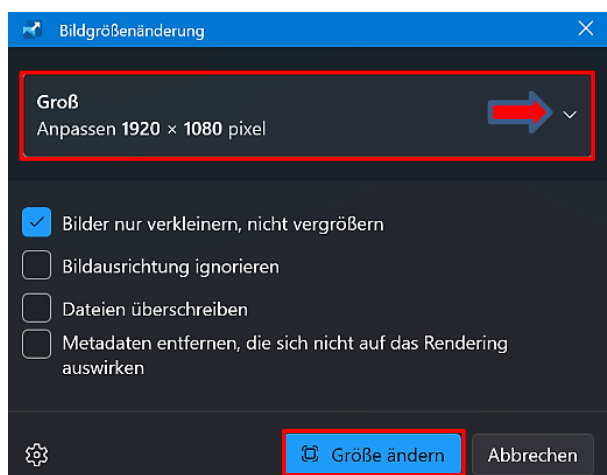 Bildgrößenänderung
Groß
Anpassen 1920 × 1080 pixel
Bilder nur verkleinern, nicht vergrößern
Bildausrichtung ignorieren
Dateien überschreiben
Metadaten entfernen, die sich nicht auf das Rendering
auswirken
Größe ändern
Abbrechen